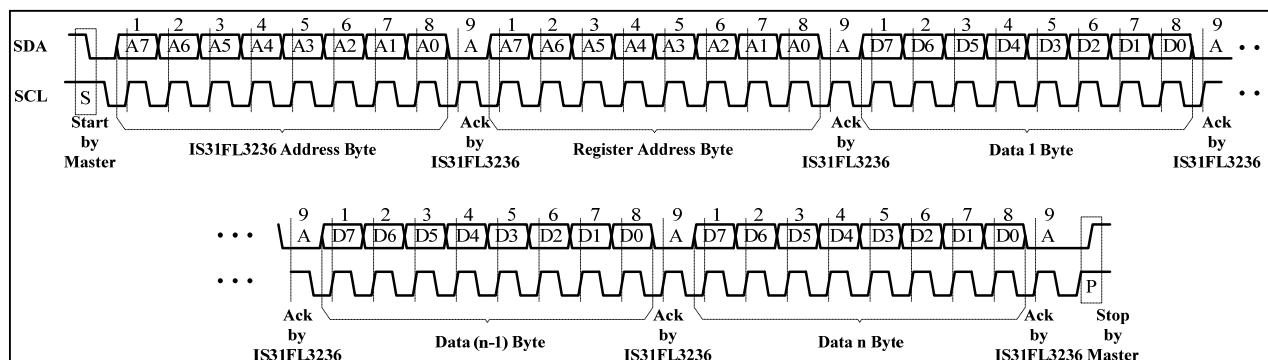 1 2 3 4 5 6 7 8 9 1 2 3 4 5 6 7 8 9 1 2 3 4 5 6 7 8 9
SDA A7 A6 A5 A4 A3 A2 A1 A0 A A7 A6 A5 A4 A3 A2 A1 A0 A D7 D6 D5 D4 D3 D2 D1 D0 A
SCL S
Start by Master
IS31FL3236 Address Byte
Ack by IS31FL3236
Register Address Byte
Ack by IS31FL3236
Data 1 Byte
Ack by IS31FL3236
9 1 2 3 4 5 6 7 8 9 1 2 3 4 5 6 7 8 9
A D7 D6 D5 D4 D3 D2 D1 D0 A D7 D6 D5 D4 D3 D2 D1 D0 A
P
Ack by IS31FL3236
Data (n-1) Byte
Ack by IS31FL3236
Data n Byte
Ack by IS31FL3236
Stop by Master